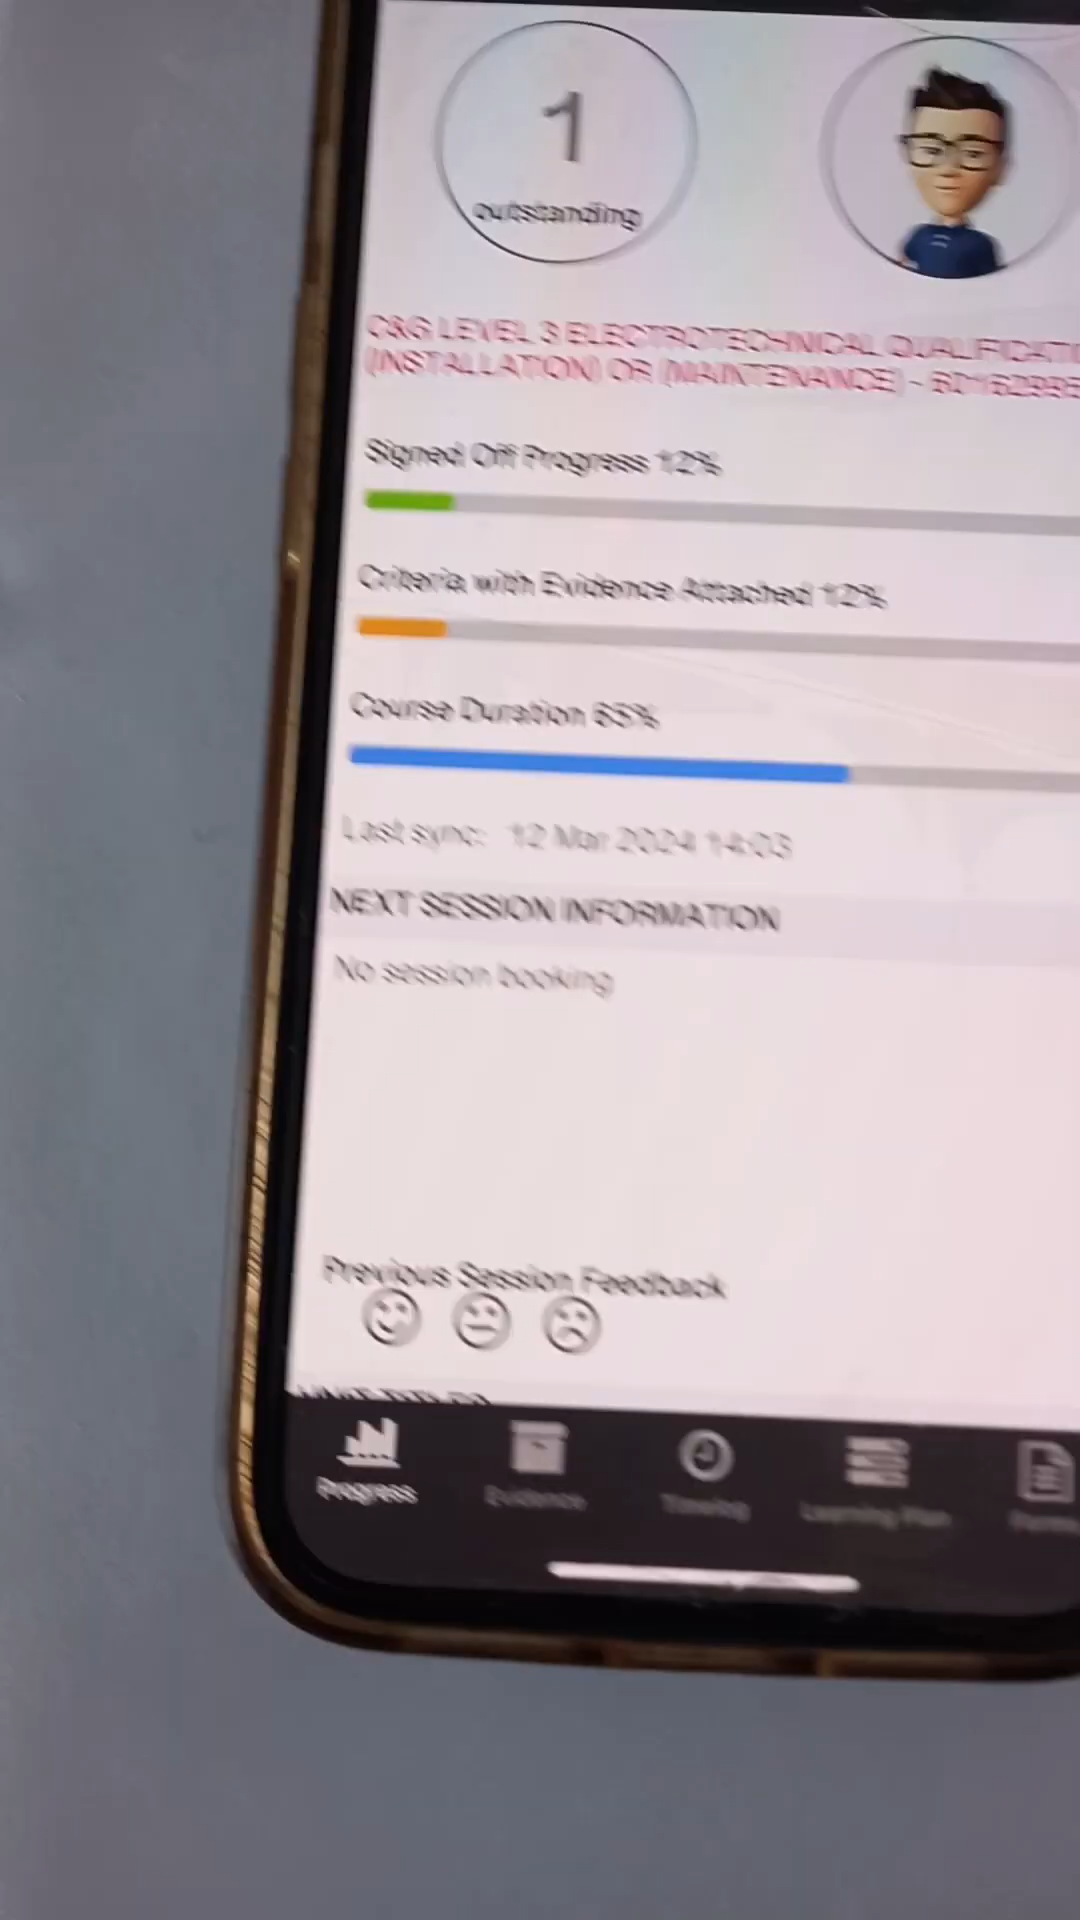 1
outstanding
C&G LEVEL 3 ELECTROTECHNICAL
(INSTALLATION) OR (MAINTENANCE) -
Signed Off Progress 12%
Criteria with Evidence Attached 12%
Course Duration 65%
Last sync: 12 Mar 2024 14:03
NEXT SESSION INFORMATION
No session booking
Previous Session Feedback
Progress
Evidence
Timelog
Learning Plan